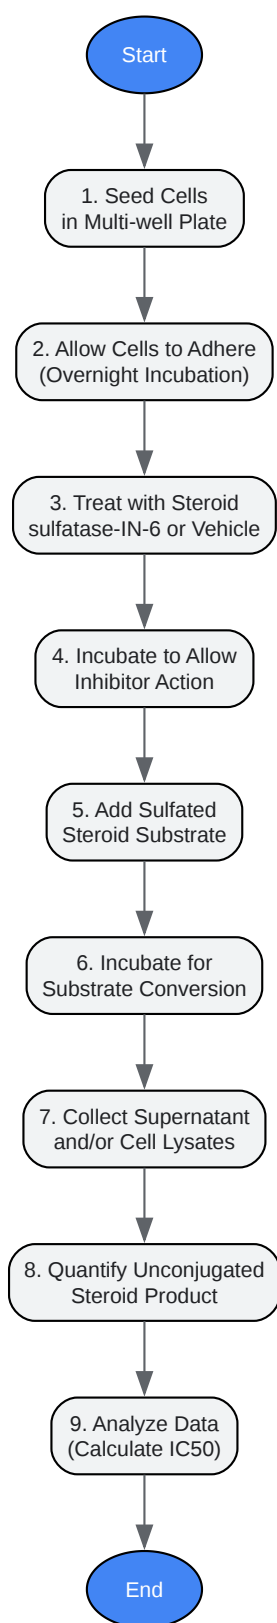 Start
1. Seed Cells
in Multi-well Plate
2. Allow Cells to Adhere
(Overnight Incubation)
3. Treat with Steroid
sulfatase-IN-6 or Vehicle
4. Incubate to Allow
Inhibitor Action
5. Add Sulfated
Steroid Substrate
6. Incubate for
Substrate Conversion
7. Collect Supernatant
and/or Cell Lysates
8. Quantify Unconjugated
Steroid Product
9. Analyze Data
(Calculate IC50)
End